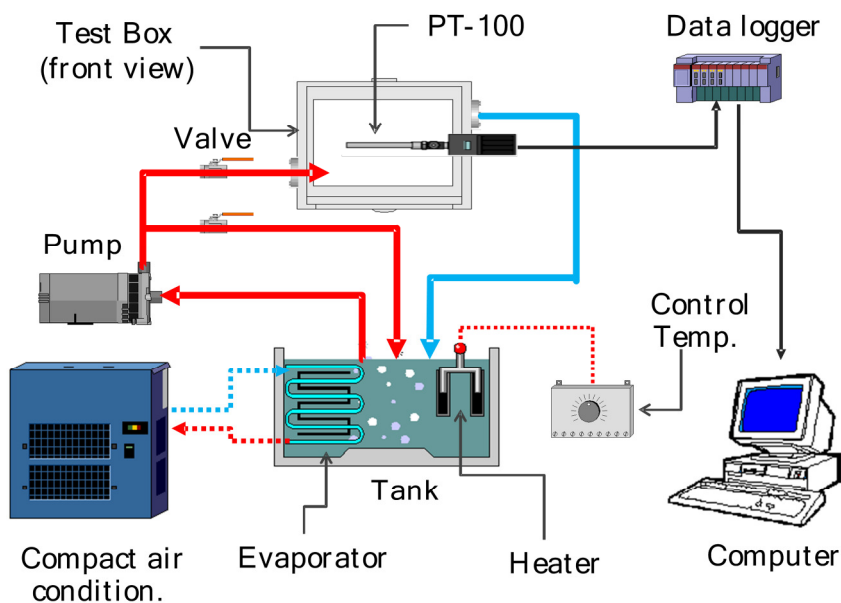 PT-100
Data logger
Test Box
(front view)
Valve
Pump
Control
Temp.
Tank
Compact air
condition.
Evaporator
Heater
Computer